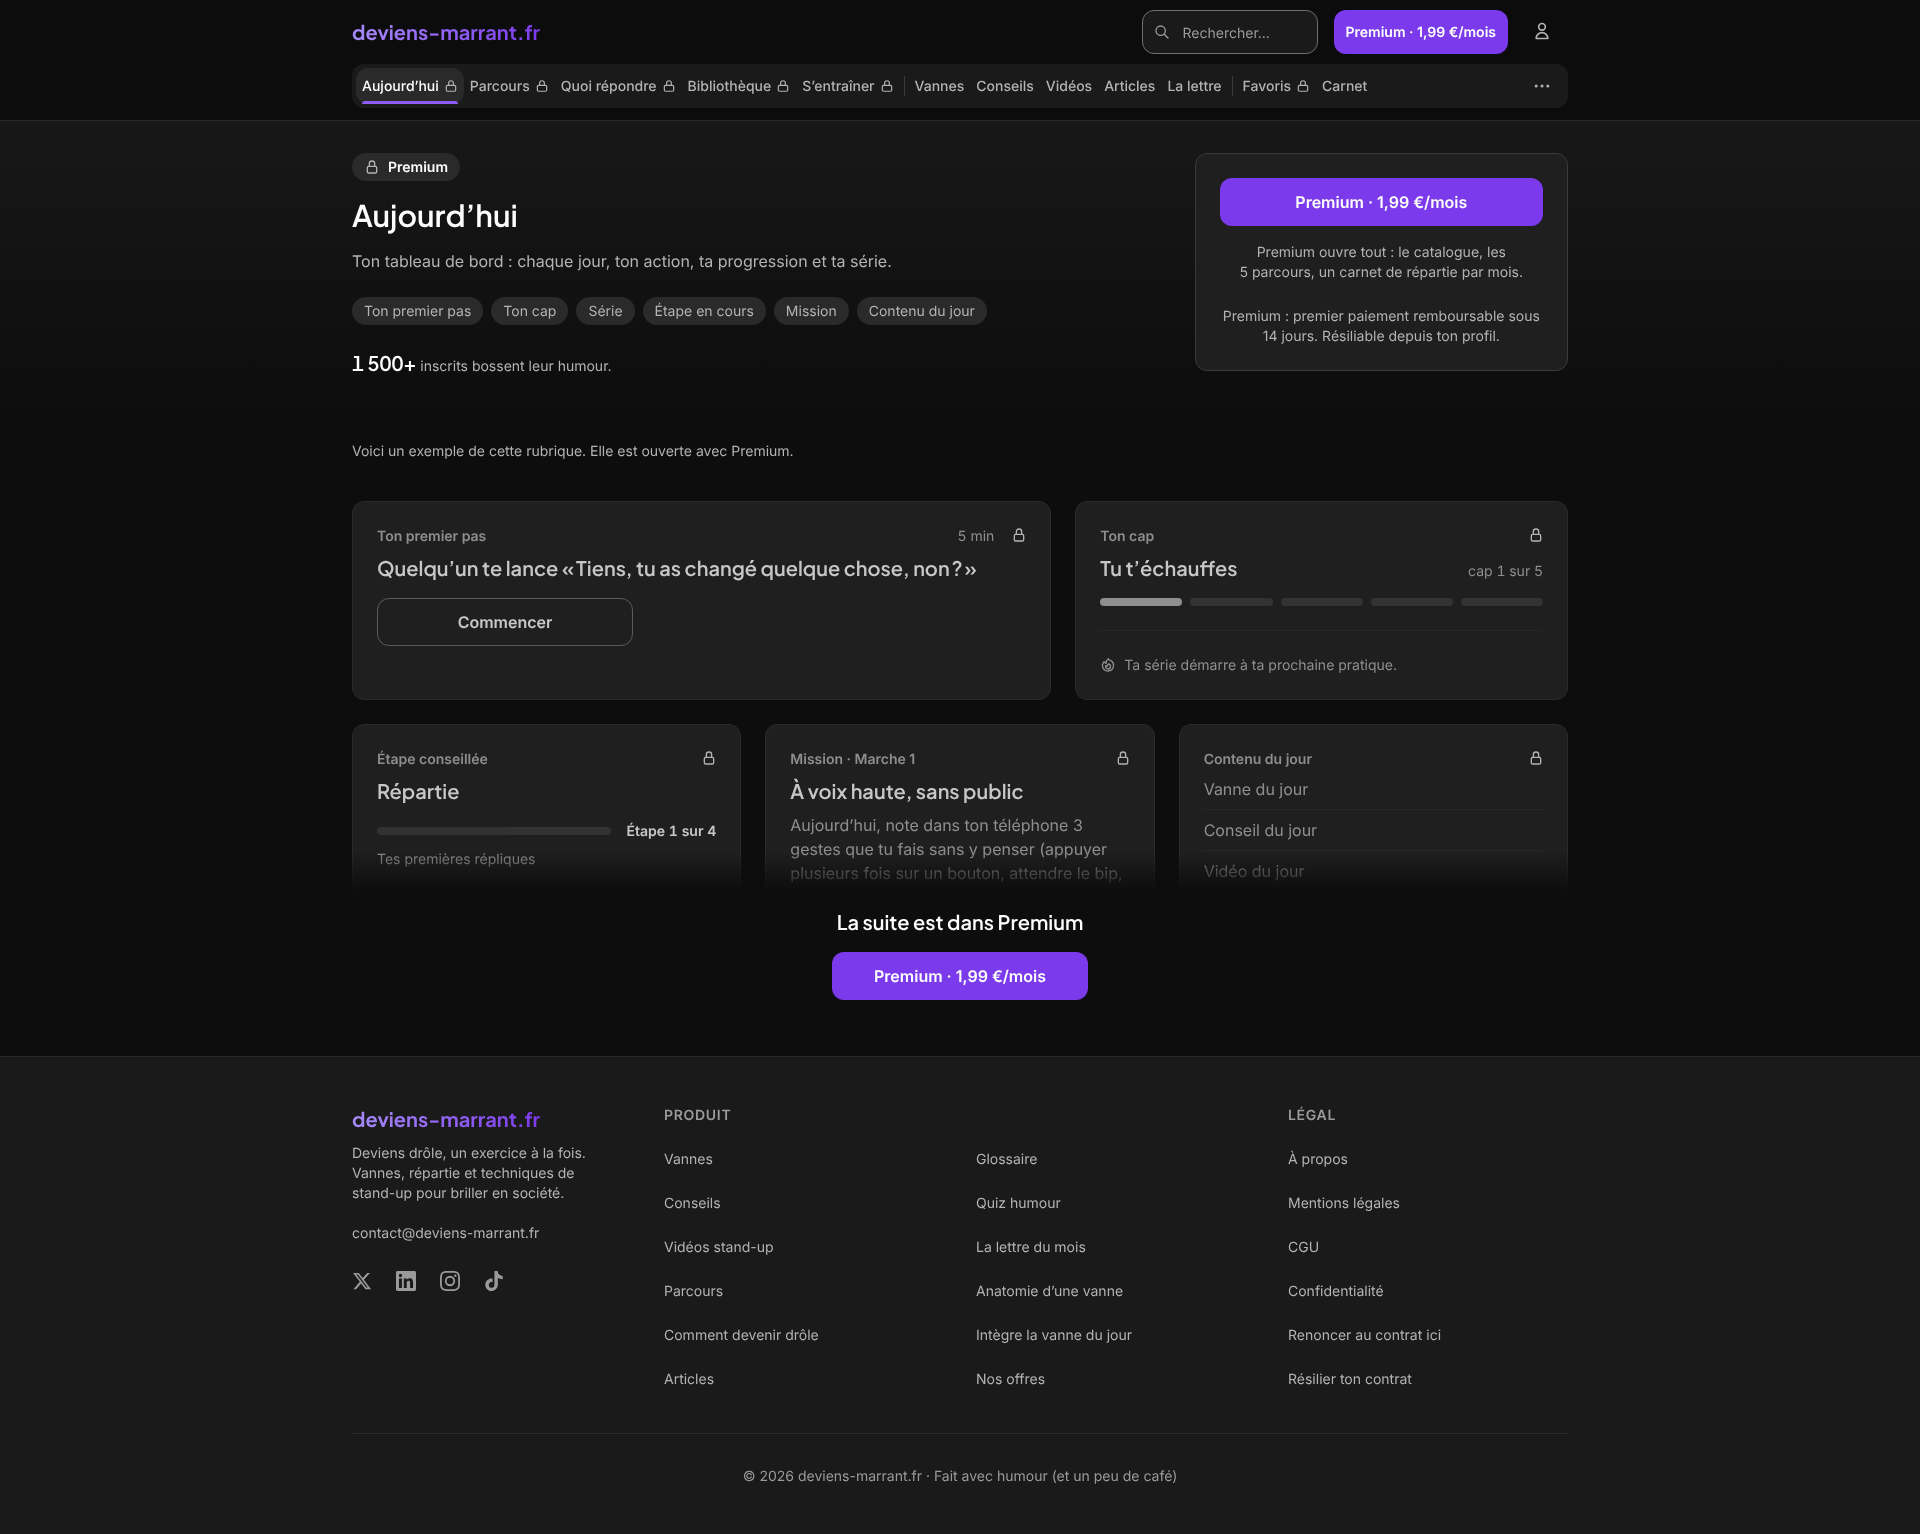 deviens-marrant.fr
Rechercher...
Premium · 1,99 €/mois
Aujourd’hui
Parcours
Quoi répondre
Bibliothèque
S’entraîner
Vannes
Conseils
Vidéos
Articles
La lettre
Favoris
Carnet
Premium
Aujourd’hui
Ton tableau de bord : chaque jour, ton action, ta progression et ta série.
Ton premier pas
Ton cap
Série
Étape en cours
Mission
Contenu du jour
1 500+ inscrits bossent leur humour.
Premium · 1,99 €/mois
Premium ouvre tout : le catalogue, les
5 parcours, un carnet de répartie par mois.
Premium : premier paiement remboursable sous
14 jours. Résiliable depuis ton profil.
Voici un exemple de cette rubrique. Elle est ouverte avec Premium.
Ton premier pas
5 min
Quelqu’un te lance « Tiens, tu as changé quelque chose, non ? »
Commencer
Ton cap
Tu t’échauffes
cap 1 sur 5
Ta série démarre à ta prochaine pratique.
Étape conseillée
Répartie
Étape 1 sur 4
Tes premières répliques
Mission · Marche 1
À voix haute, sans public
Aujourd’hui, note dans ton téléphone 3
gestes que tu fais sans y penser (appuyer
plusieurs fois sur un bouton, attendre le bip,
Contenu du jour
Vanne du jour
Conseil du jour
Vidéo du jour
La suite est dans Premium
Premium · 1,99 €/mois
deviens-marrant.fr
Deviens drôle, un exercice à la fois.
Vannes, répartie et techniques de
stand-up pour briller en société.
contact@deviens-marrant.fr
PRODUIT
Vannes
Conseils
Vidéos stand-up
Parcours
Comment devenir drôle
Articles
Glossaire
Quiz humour
La lettre du mois
Anatomie d’une vanne
Intègre la vanne du jour
Nos offres
LÉGAL
À propos
Mentions légales
CGU
Confidentialité
Renoncer au contrat ici
Résilier ton contrat
© 2026 deviens-marrant.fr · Fait avec humour (et un peu de café)